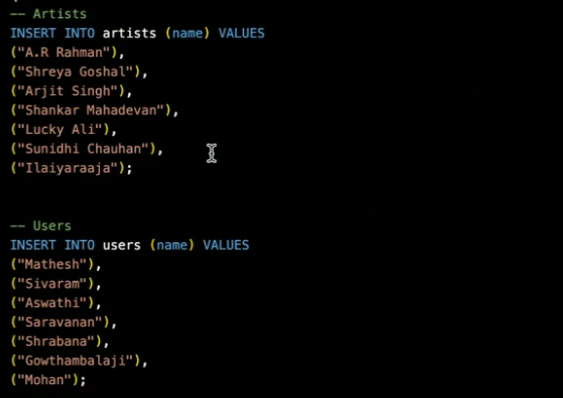 -- Artists
INSERT INTO artists (name) VALUES
("A.R Rahman"),
("Shreya Goshal"),
("Arjit Singh"),
("Shankar Mahadevan"),
("Lucky Ali"),
("Sunidhi Chauhan"),
("Ilaiyaraaja");
-- Users
INSERT INTO users (name) VALUES
("Mathesh"),
("Sivaram"),
("Aswathi"),
("Saravanan"),
("Shrabana"),
("Gowthambalaji"),
("Mohan");